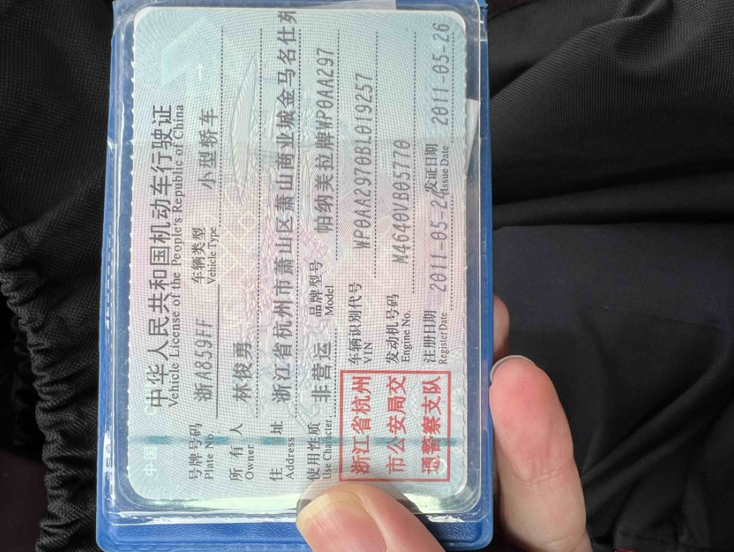 中华人民共和国机动车行驶证
Vehicle License of the People's Republic of China
号牌号码 浙A859FF 车辆类型 小型轿车
Plate No. Vehicle Type
所有人 林俊勇
Owner
住址 浙江省杭州市萧山区萧山商业城金马名仕苑
Address
使用性质 非营运 品牌型号 帕纳美拉牌WP0AA297
Use Character Model
浙江省杭州
市公安局交
通警察支队
车辆识别代号 WP0AA2970BL019257
VIN
发动机号码 M4640VB05770
Engine No.
注册日期 2011-05-24 发证日期 2011-05-26
Register Date Issue Date